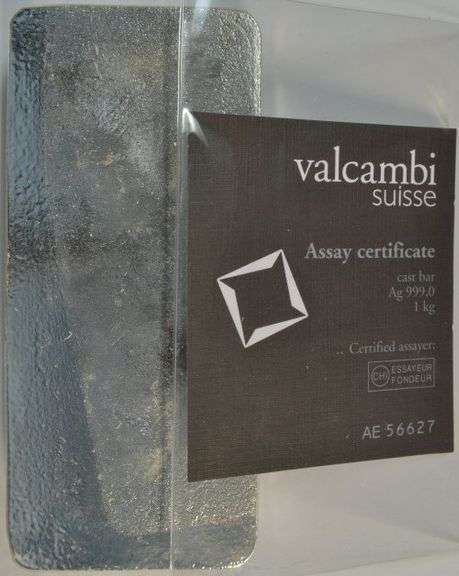 valcambi
suisse
Assay certificate
cast bar
Ag 999.0
1 kg
.. Certified assayer:
CHI ESSAYEUR
FONDEUR
AE 56627